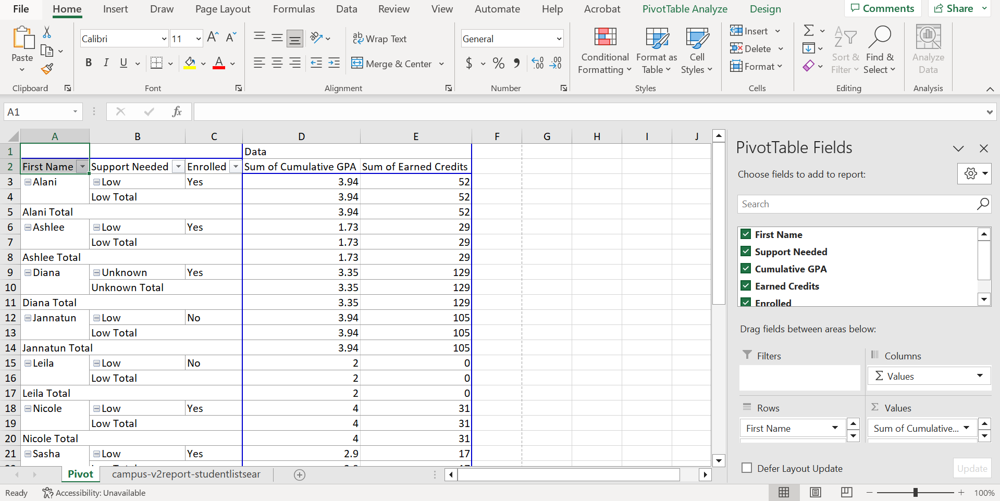 File Home Insert Draw Page Layout Formulas Data Review View Automate Help Acrobat PivotTable Analyze Design Comments Share
Calibri 11 Wrap Text General Insert
Paste Conditional Format as Cell Delete Sort & Find & Analyze
B I U A Merge & Center $ % Formatting Table Styles Format Filter Select Data
Clipboard Font Alignment Number Styles Cells Editing Analysis
A1 fx
A B C D E F G H I J
1 Data
2 First Name Support Needed Enrolled Sum of Cumulative GPA Sum of Earned Credits
3 Alani Low Yes 3.94 52
4 Low Total 3.94 52
5 Alani Total 3.94 52
6 Ashlee Low Yes 1.73 29
7 Low Total 1.73 29
8 Ashlee Total 1.73 29
9 Diana Unknown Yes 3.35 129
10 Unknown Total 3.35 129
11 Diana Total 3.35 129
12 Jannatun Low No 3.94 105
13 Low Total 3.94 105
14 Jannatun Total 3.94 105
15 Leila Low No 2 0
16 Low Total 2 0
17 Leila Total 2 0
18 Nicole Low Yes 4 31
19 Low Total 4 31
20 Nicole Total 4 31
21 Sasha Low Yes 2.9 17
PivotTable Fields
Choose fields to add to report:
Search
First Name
Support Needed
Cumulative GPA
Earned Credits
Enrolled
Drag fields between areas below:
Filters Columns
Σ Values
Rows Σ Values
First Name Sum of Cumulative...
Defer Layout Update Update
Pivot campus-v2report-studentlistsear
Ready Accessibility: Unavailable 100%